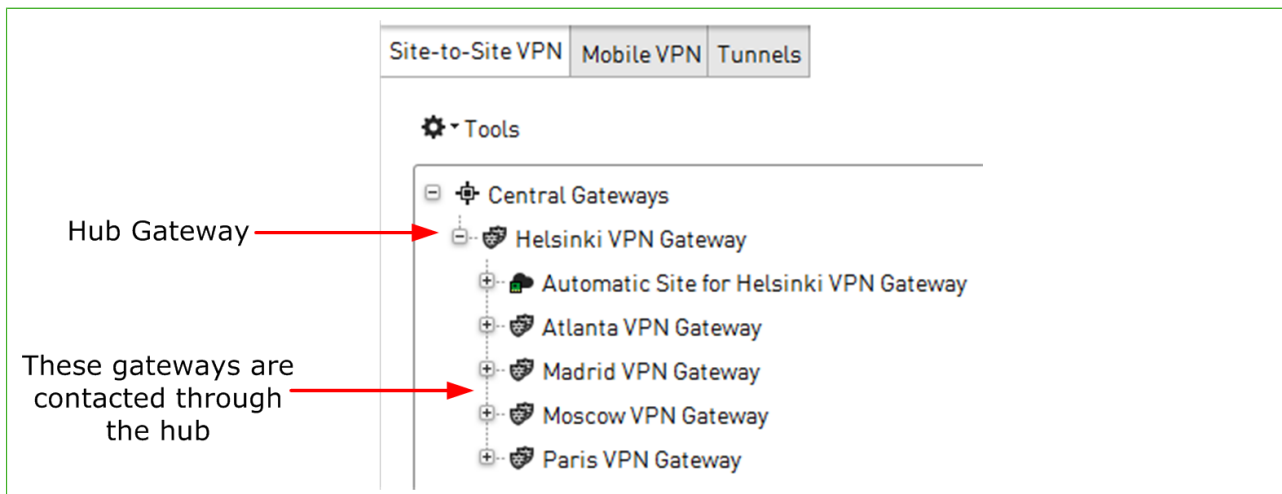 Site-to-Site VPN Mobile VPN Tunnels
Tools
Central Gateways
Hub Gateway
Helsinki VPN Gateway
Automatic Site for Helsinki VPN Gateway
Atlanta VPN Gateway
These gateways are
contacted through
the hub
Madrid VPN Gateway
Moscow VPN Gateway
Paris VPN Gateway